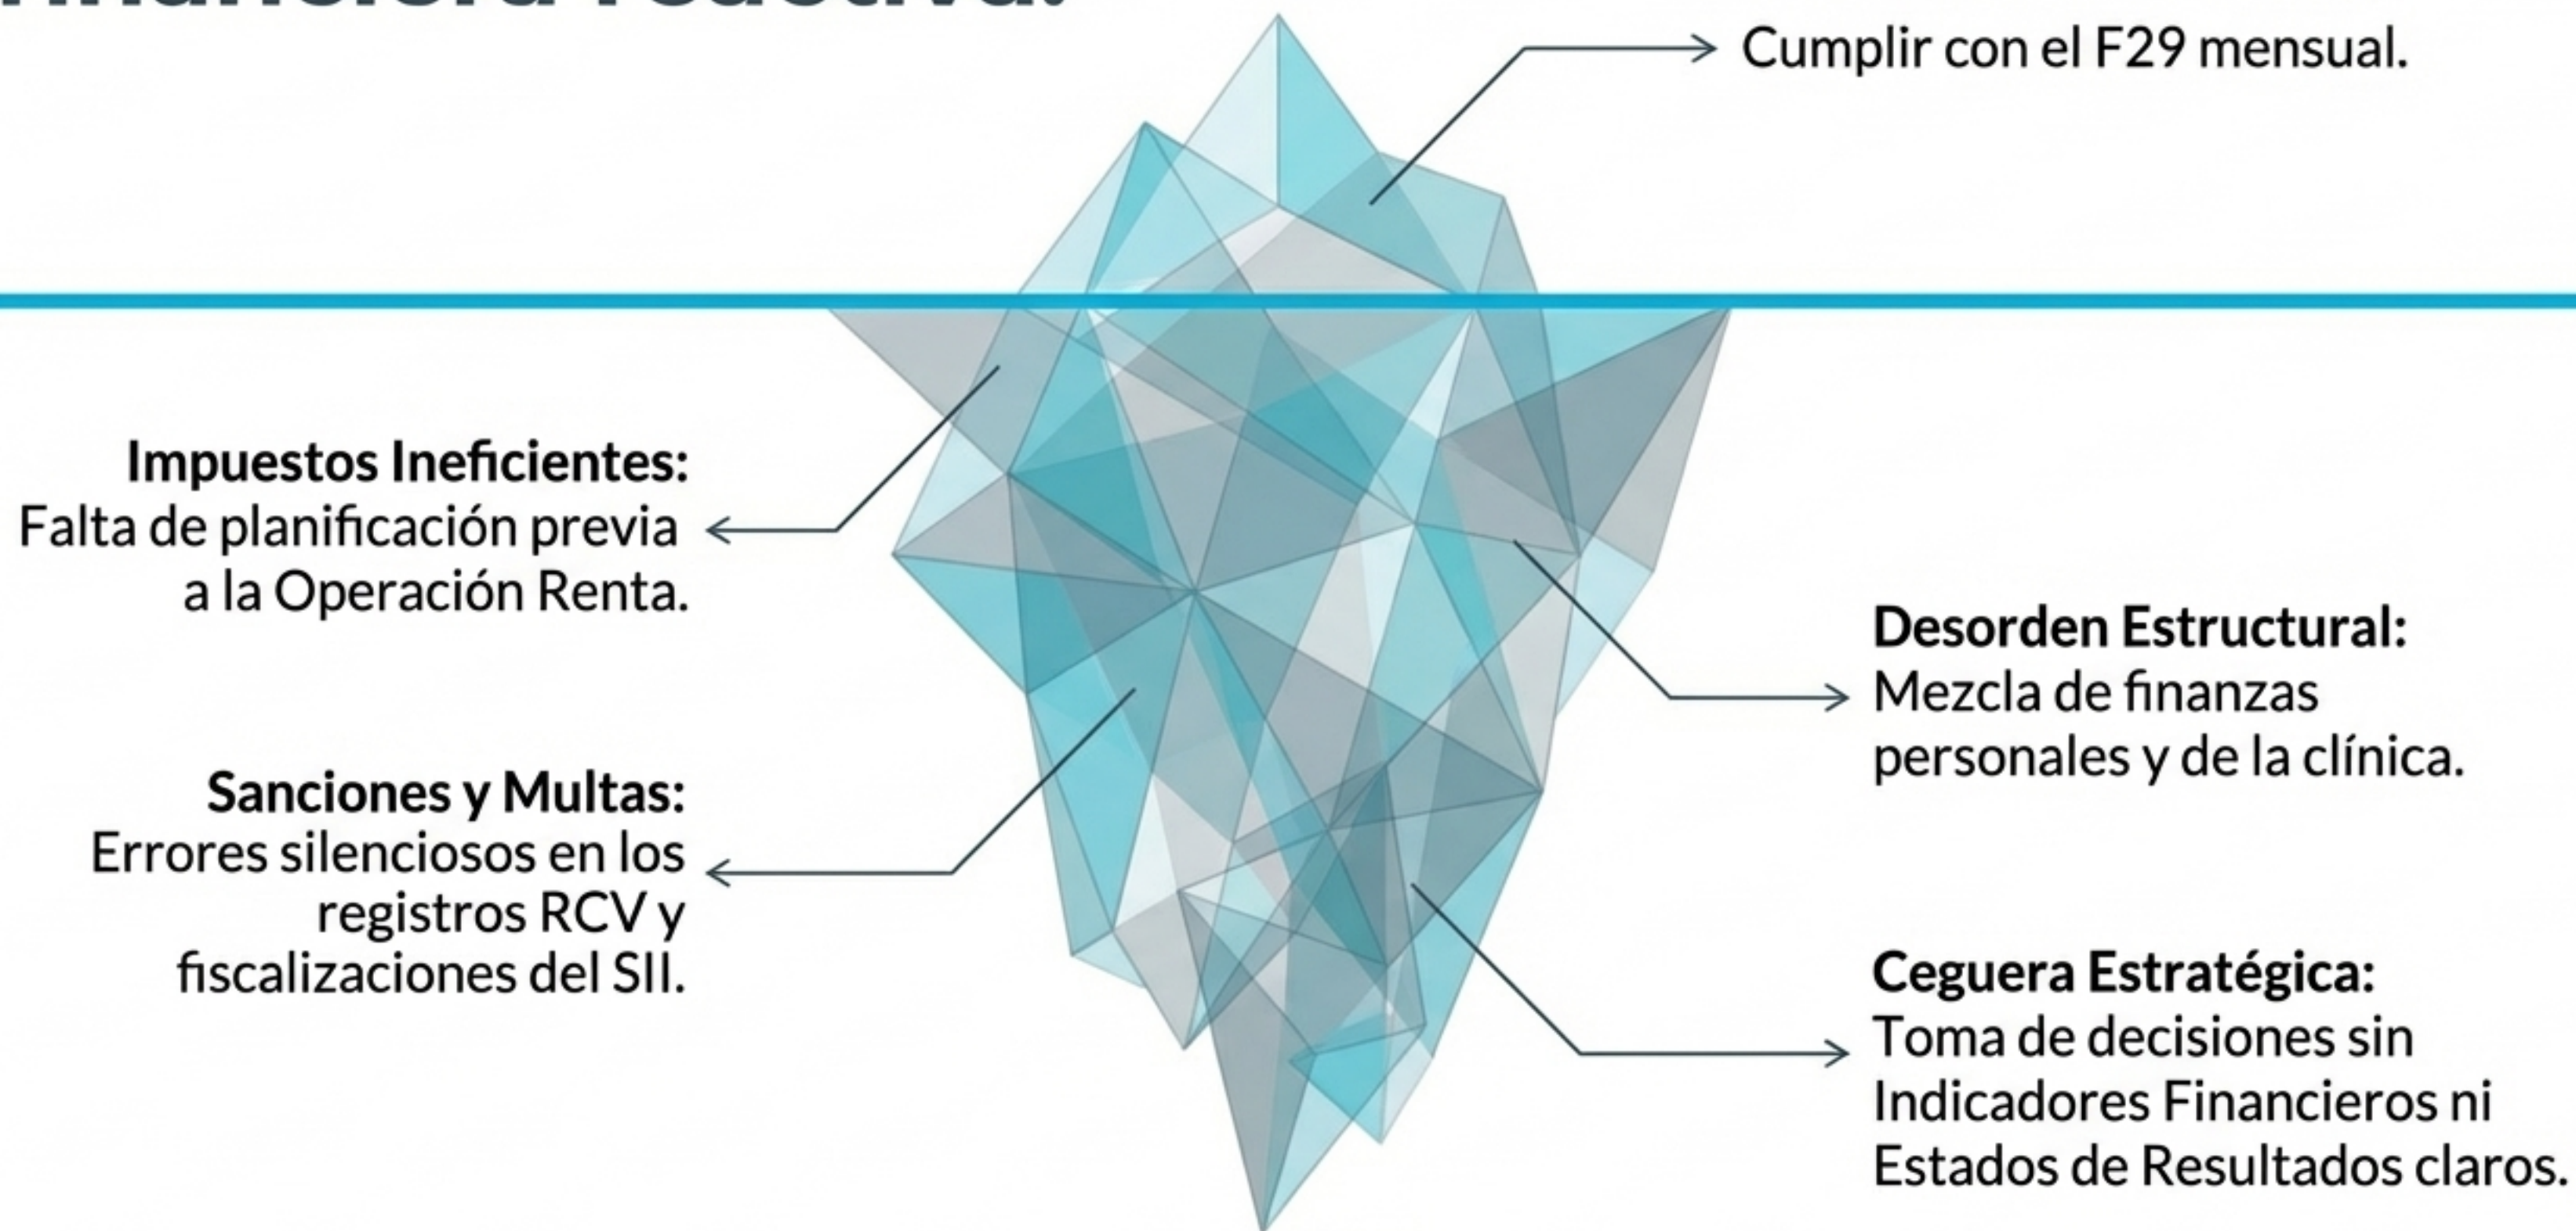 financiera reactiva.
Cumplir con el F29 mensual.
Impuestos Ineficientes:
Falta de planificación previa
a la Operación Renta.
Sanciones y Multas:
Errores silenciosos en los
registros RCV y
fiscalizaciones del SII.
Desorden Estructural:
Mezcla de finanzas
personales y de la clínica.
Ceguera Estratégica:
Toma de decisiones sin
Indicadores Financieros ni
Estados de Resultados claros.